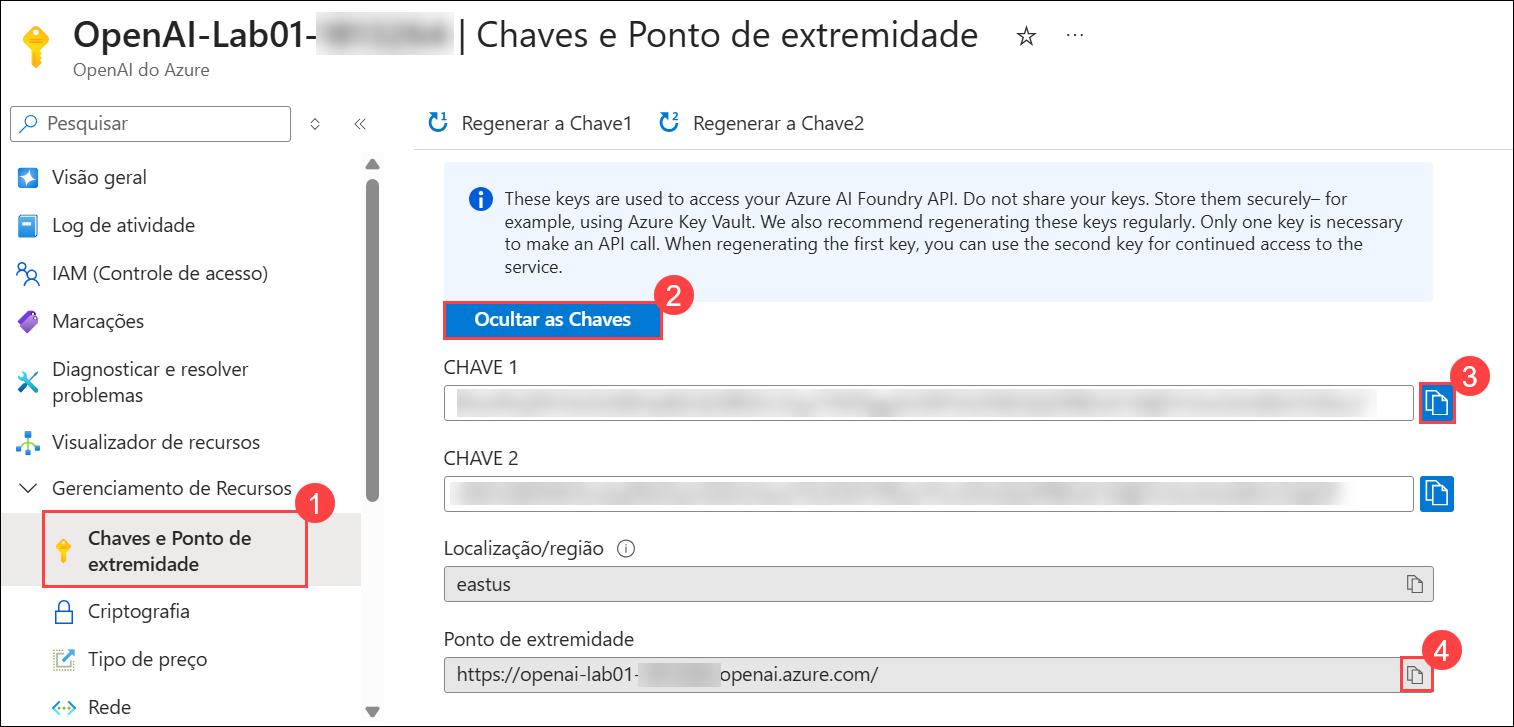 OpenAI-Lab01- | Chaves e Ponto de extremidade
OpenAI do Azure
Pesquisar
Regenerar a Chave1
Regenerar a Chave2
Visão geral
Log de atividade
IAM (Controle de acesso)
Marcações
Diagnosticar e resolver
problemas
Visualizador de recursos
Gerenciamento de Recursos
1
Chaves e Ponto de
extremidade
Criptografia
Tipo de preço
Rede
These keys are used to access your Azure AI Foundry API. Do not share your keys. Store them securely– for
example, using Azure Key Vault. We also recommend regenerating these keys regularly. Only one key is necessary
to make an API call. When regenerating the first key, you can use the second key for continued access to the
service.
2
Ocultar as Chaves
CHAVE 1
3
CHAVE 2
Localização/região
eastus
Ponto de extremidade
https://openai-lab01- openai.azure.com/
4